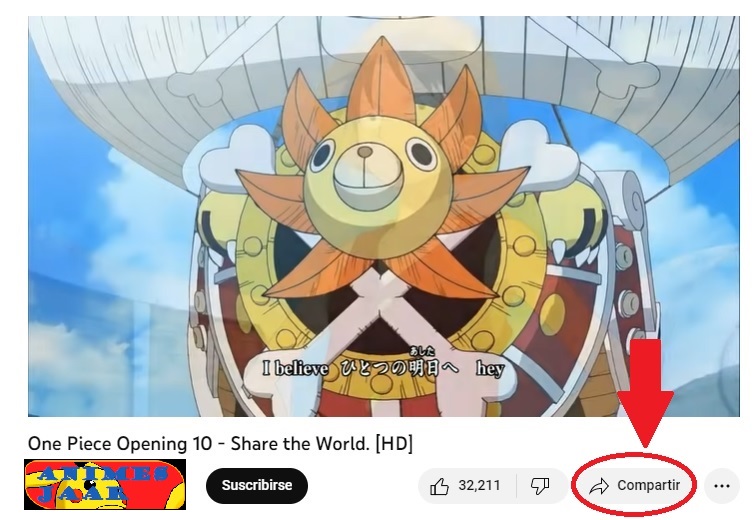 あした
I believe ひとつの明日へ hey
One Piece Opening 10 - Share the World. [HD]
ANIMES
JAAR
Suscribirse
32,211
Compartir